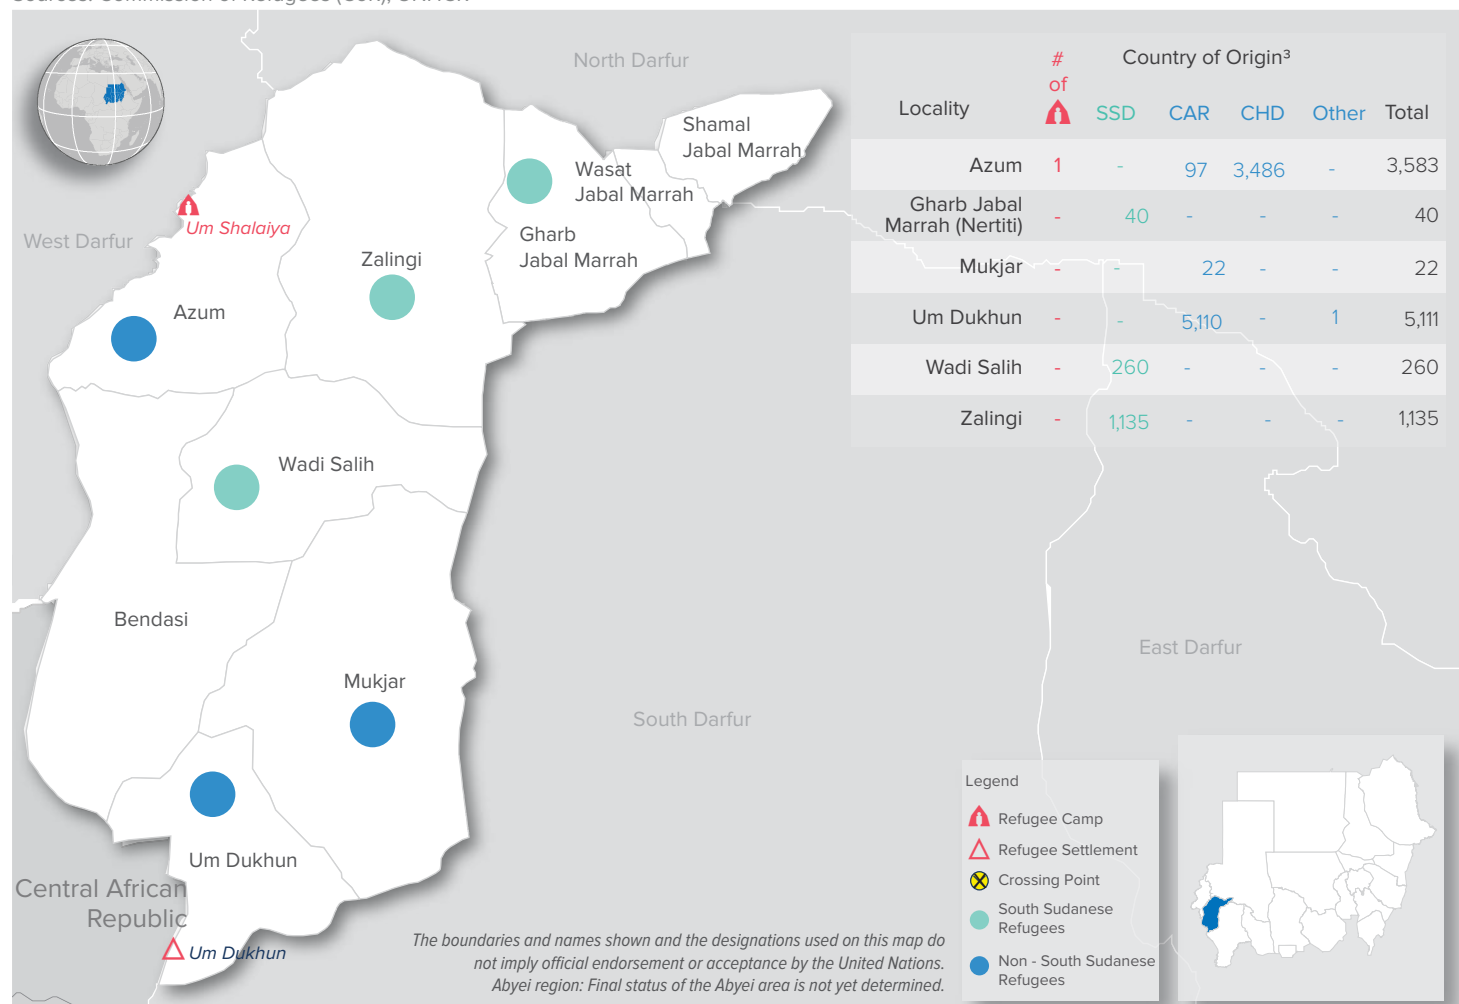 North Darfur
Shamal
Jabal Marrah
Wasat
Jabal Marrah
Um Shalaiya
West Darfur
Gharb
Jabal Marrah
Zalingi
Azum
Wadi Salih
Bendasi
Mukjar
East Darfur
South Darfur
Um Dukhun
Central African
Republic
Um Dukhun
The boundaries and names shown and the designations used on this map do
not imply official endorsement or acceptance by the United Nations.
Abyei region: Final status of the Abyei area is not yet determined.
# of Country of Origin³
Locality SSD CAR CHD Other Total
Azum 1 - 97 3,486 - 3,583
Gharb Jabal
Marrah (Nertiti) - 40 - - - 40
Mukjar - - 22 - - 22
Um Dukhun - - 5,110 - 1 5,111
Wadi Salih - 260 - - - 260
Zalingi - 1,135 - - - 1,135
Legend
Refugee Camp
Refugee Settlement
Crossing Point
South Sudanese
Refugees
Non - South Sudanese
Refugees